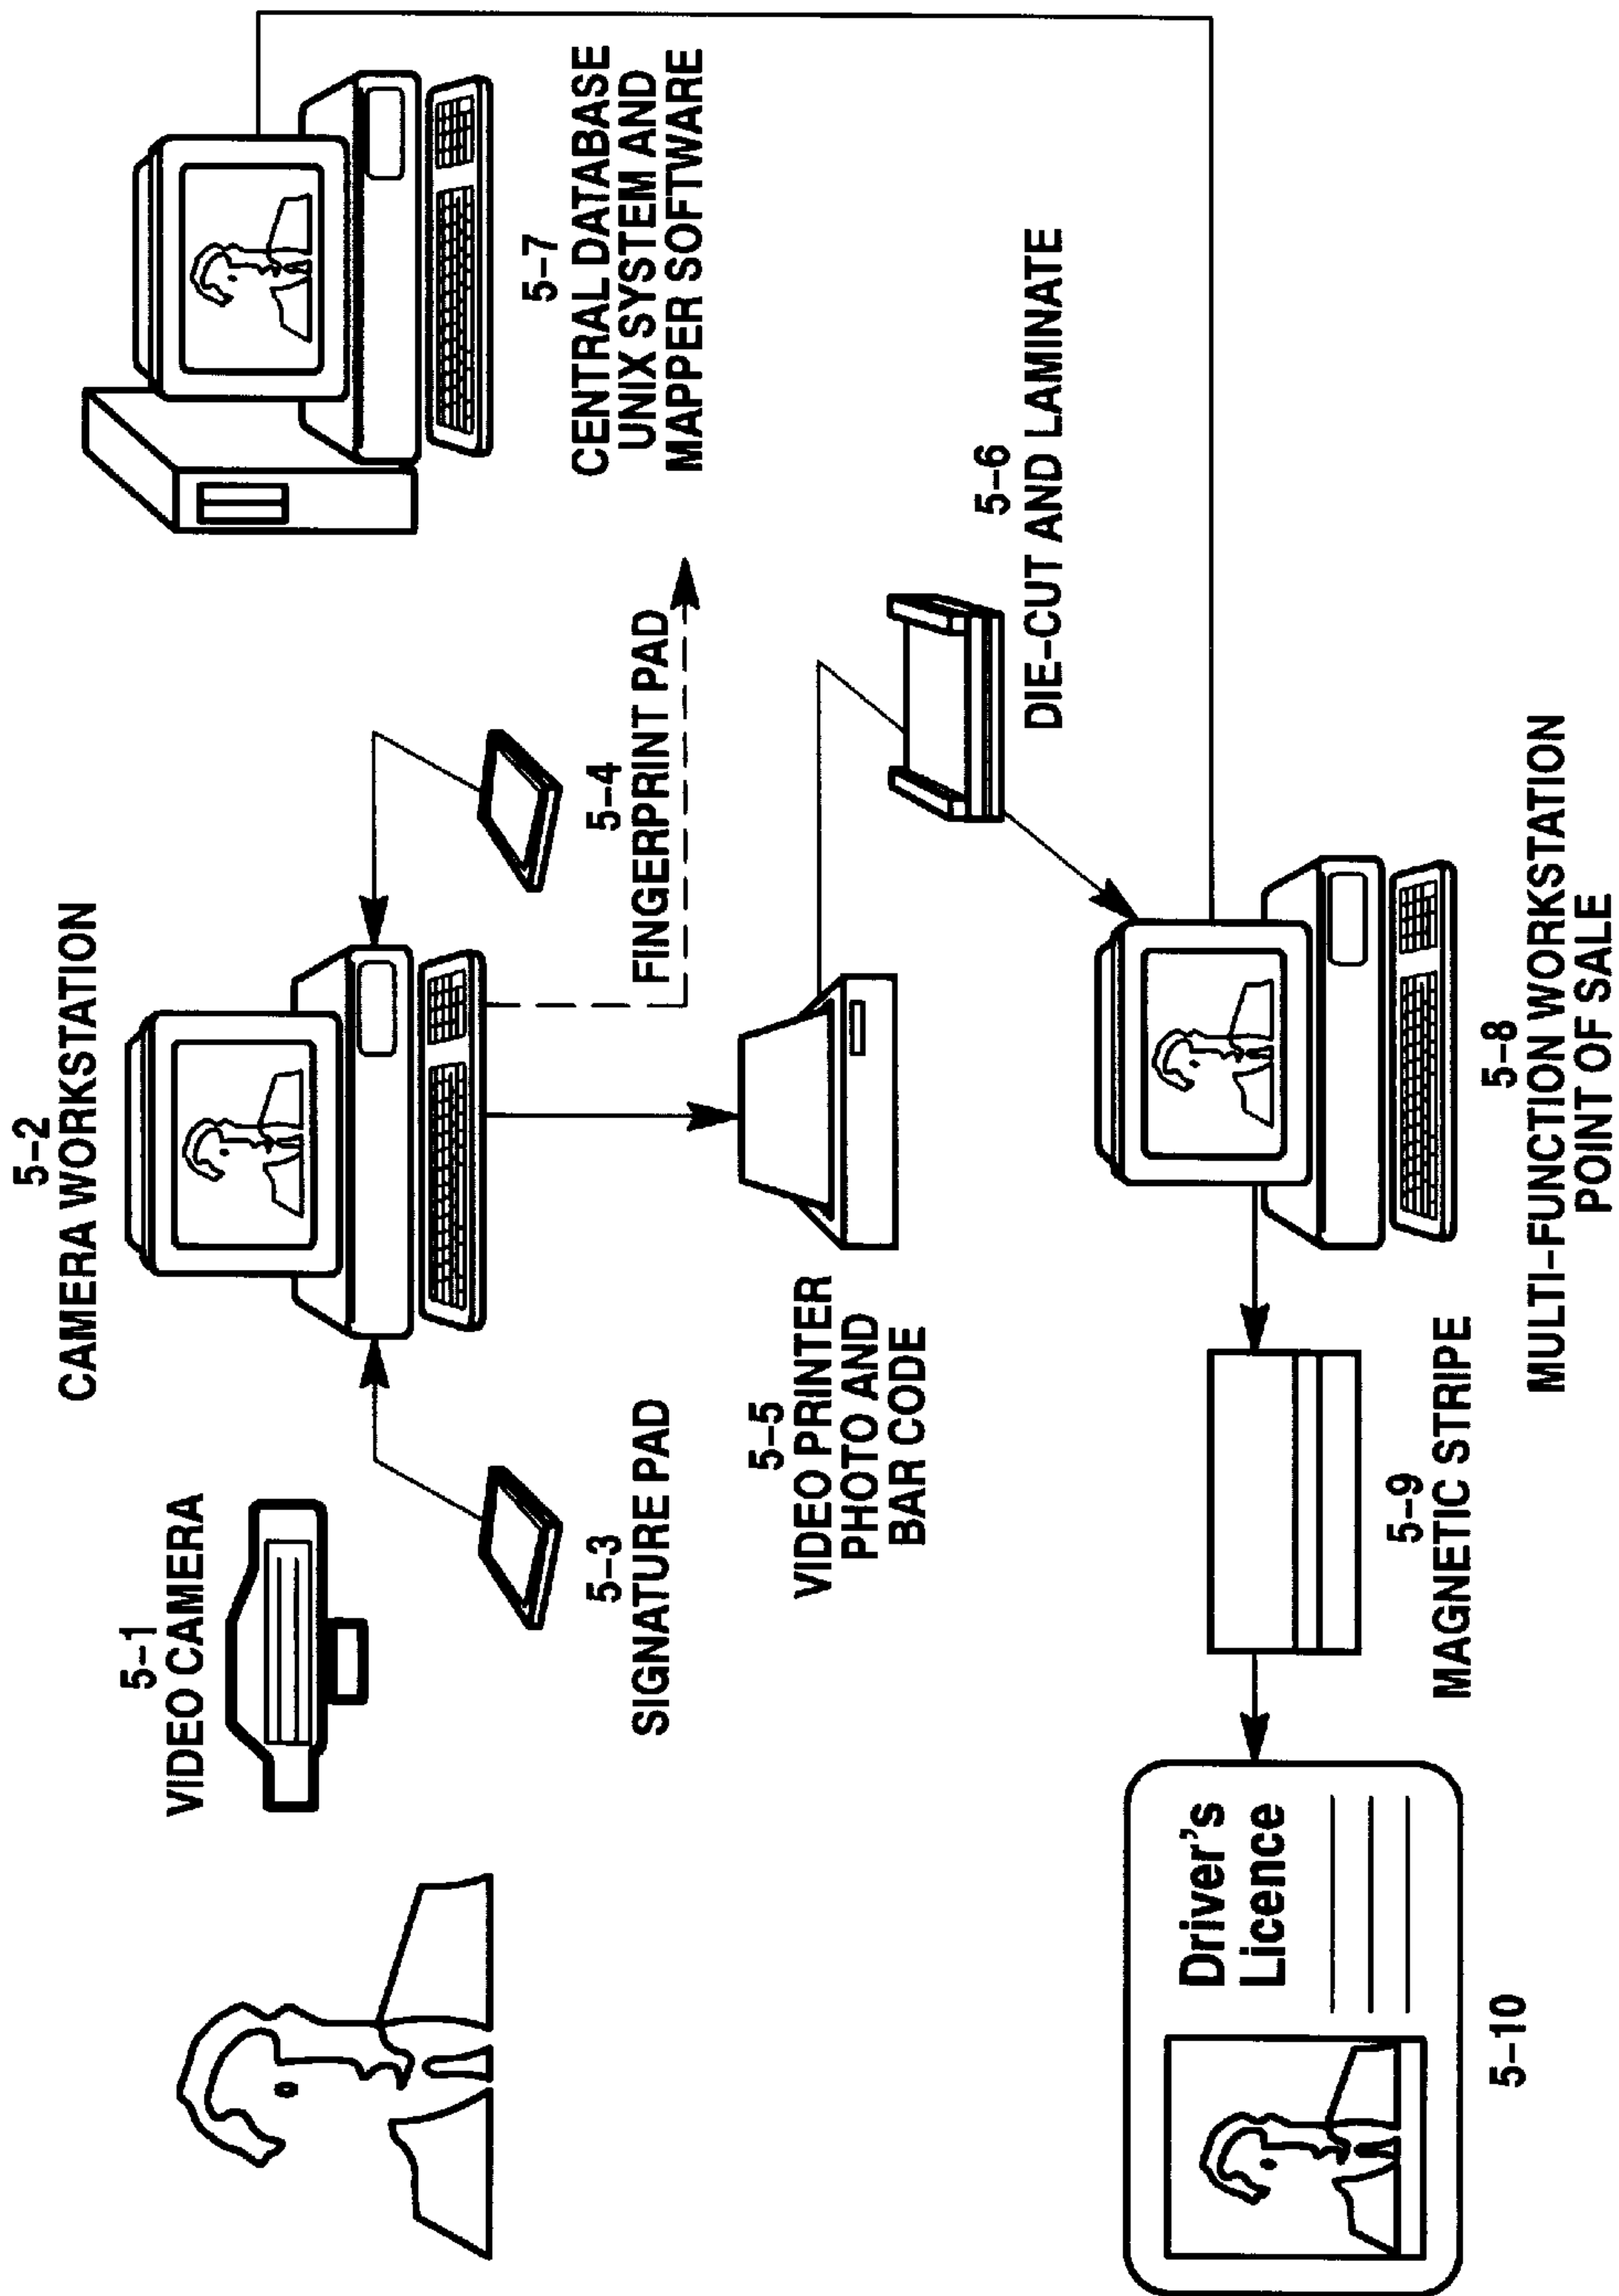 5-1
VIDEO CAMERA
5-2
CAMERA WORKSTATION
5-3
SIGNATURE PAD
5-4
FINGERPRINT PAD
5-7
CENTRAL DATABASE
UNIX SYSTEM AND
MAPPER SOFTWARE
5-5
VIDEO PRINTER
PHOTO AND
BAR CODE
5-6
DIE-CUT AND LAMINATE
Driver's
Licence
5-10
5-9
MAGNETIC STRIPE
5-8
MULTI-FUNCTION WORKSTATION
POINT OF SALE